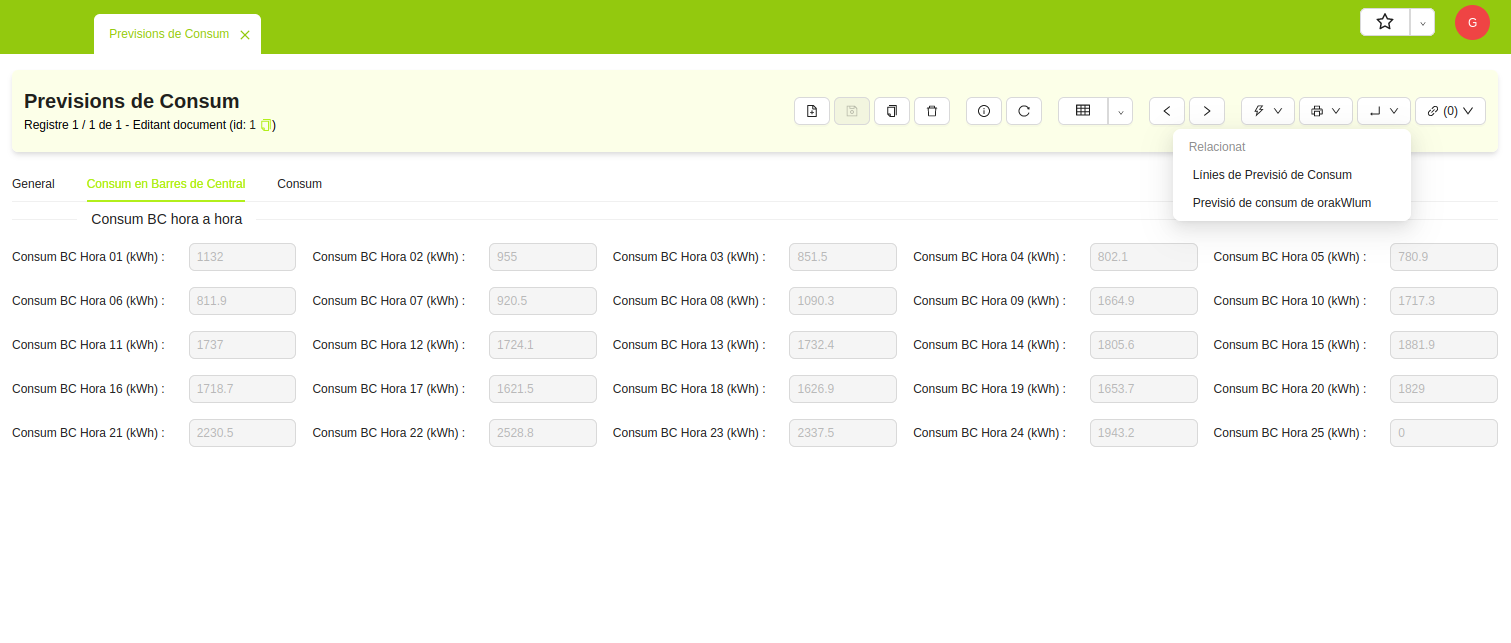 Previsions de Consum
G
Previsions de Consum
Registre 1 / 1 de 1 - Editant document (id: 1 )
(0)
Relacionat
Línies de Previsió de Consum
Previsió de consum de orakWlum
General Consum en Barres de Central Consum
Consum BC hora a hora
Consum BC Hora 01 (kWh) : 1132 Consum BC Hora 02 (kWh) : 955 Consum BC Hora 03 (kWh) : 851.5 Consum BC Hora 04 (kWh) : 802.1 Consum BC Hora 05 (kWh) : 780.9
Consum BC Hora 06 (kWh) : 811.9 Consum BC Hora 07 (kWh) : 920.5 Consum BC Hora 08 (kWh) : 1090.3 Consum BC Hora 09 (kWh) : 1664.9 Consum BC Hora 10 (kWh) : 1717.3
Consum BC Hora 11 (kWh) : 1737 Consum BC Hora 12 (kWh) : 1724.1 Consum BC Hora 13 (kWh) : 1732.4 Consum BC Hora 14 (kWh) : 1805.6 Consum BC Hora 15 (kWh) : 1881.9
Consum BC Hora 16 (kWh) : 1718.7 Consum BC Hora 17 (kWh) : 1621.5 Consum BC Hora 18 (kWh) : 1626.9 Consum BC Hora 19 (kWh) : 1653.7 Consum BC Hora 20 (kWh) : 1829
Consum BC Hora 21 (kWh) : 2230.5 Consum BC Hora 22 (kWh) : 2528.8 Consum BC Hora 23 (kWh) : 2337.5 Consum BC Hora 24 (kWh) : 1943.2 Consum BC Hora 25 (kWh) : 0